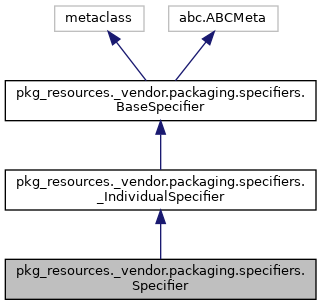 metaclass
abc.ABCMeta
pkg_resources._vendor.packaging.specifiers.
BaseSpecifier
pkg_resources._vendor.packaging.specifiers.
_IndividualSpecifier
pkg_resources._vendor.packaging.specifiers.
Specifier